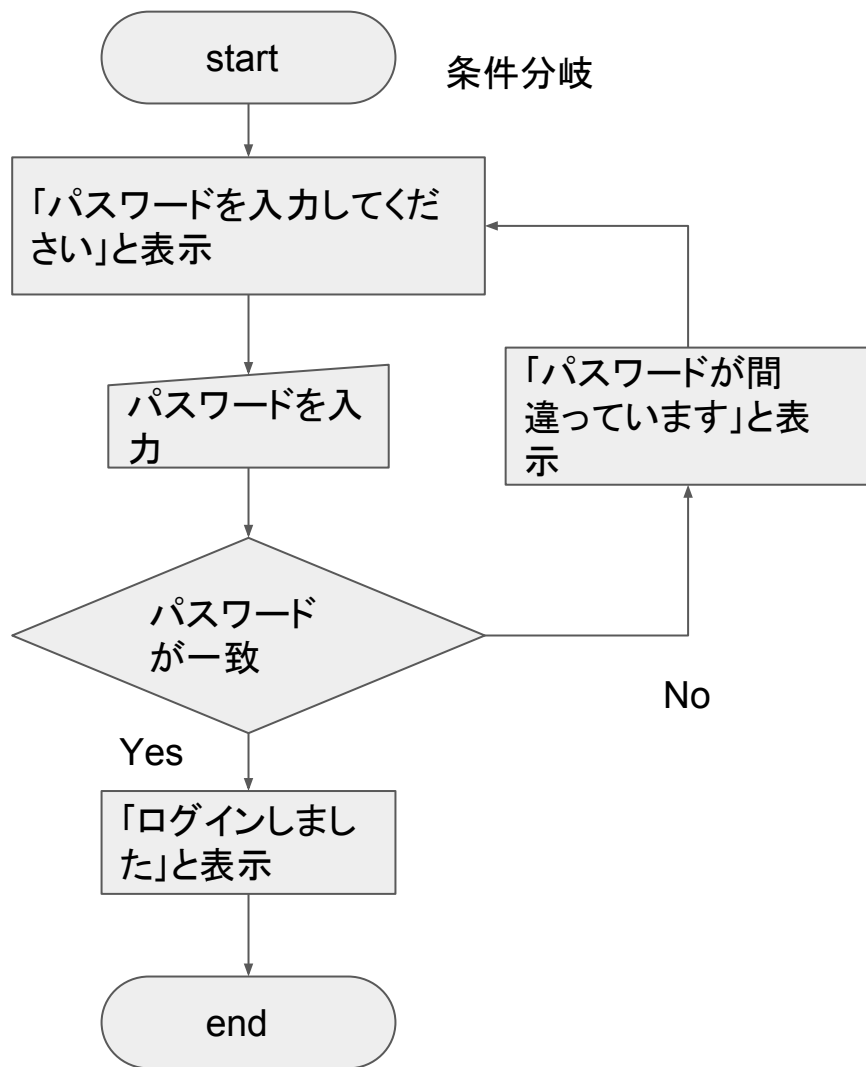 start
条件分岐
「パスワードを入力してくだ
さい」と表示
パスワードを入
力
「パスワードが間
違っています」と表
示
パスワード
が一致
No
Yes
「ログインしまし
た」と表示
end